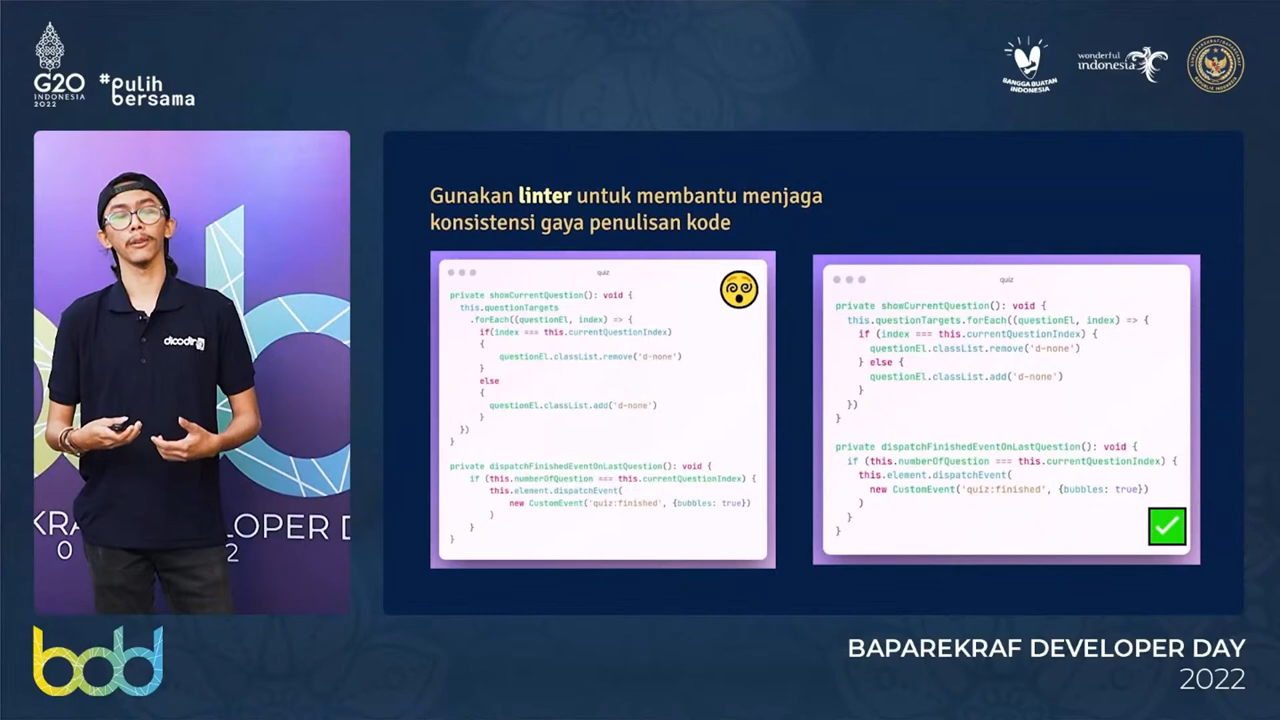 G20
INDONESIA
2022
#pulih
bersama
BANGGA BUATAN
INDONESIA
wonderful
indonesia
dicoding
KRA
LOPER D
0
2
Gunakan linter untuk membantu menjaga
konsistensi gaya penulisan kode
quiz
private showCurrentQuestion(): void {
this.questionTargets
.forEach((questionEl, index) => {
if(index === this.currentQuestionIndex)
{
questionEl.classList.remove('d-none')
}
else
{
questionEl.classList.add('d-none')
}
})
}
private dispatchFinishedEventOnLastQuestion(): void {
if (this.numberOfQuestion === this.currentQuestionIndex) {
this.element.dispatchEvent(
new CustomEvent('quiz:finished', {bubbles: true})
)
}
}
quiz
private showCurrentQuestion(): void {
this.questionTargets.forEach((questionEl, index) => {
if (index === this.currentQuestionIndex) {
questionEl.classList.remove('d-none')
} else {
questionEl.classList.add('d-none')
}
})
}
private dispatchFinishedEventOnLastQuestion(): void {
if (this.numberOfQuestion === this.currentQuestionIndex) {
this.element.dispatchEvent(
new CustomEvent('quiz:finished', {bubbles: true})
)
}
}
bdd
BAPAREKRAF DEVELOPER DAY
2022